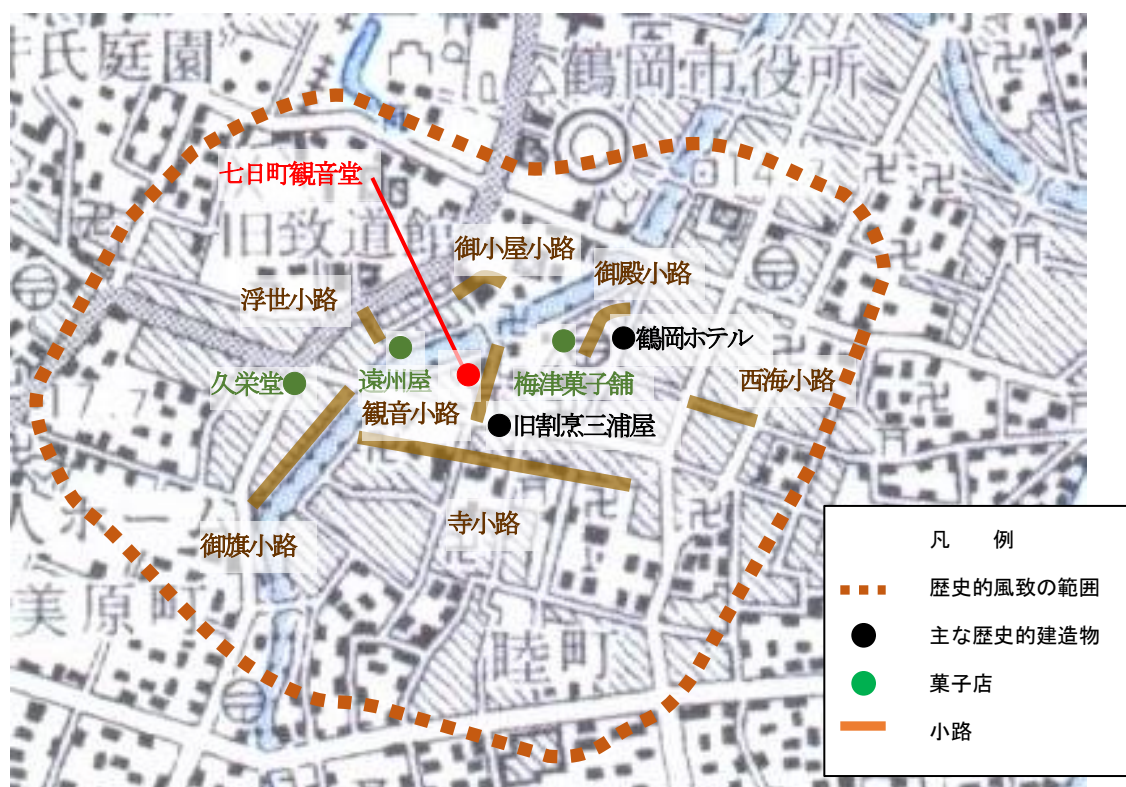 鶴岡市役所
氏庭園
七日町観音堂
旧致道館
御小屋小路
御殿小路
浮世小路
鶴岡ホテル
久栄堂
遠州屋
梅津菓子舗
西海小路
観音小路
旧割烹三浦屋
寺小路
御旗小路
美原町
睦町
凡 例
歴史的風致の範囲
主な歴史的建造物
菓子店
小路